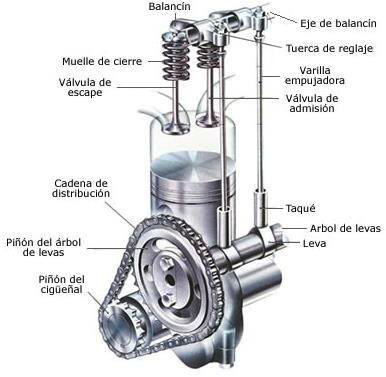 Balancín
Eje de balancín
Tuerca de reglaje
Muelle de cierre
Varilla
empujadora
Válvula de
escape
Válvula de
admisión
Cadena de
distribución
Taqué
Arbol de levas
Piñón del árbol
de levas
Leva
Piñón del
cigüeñal